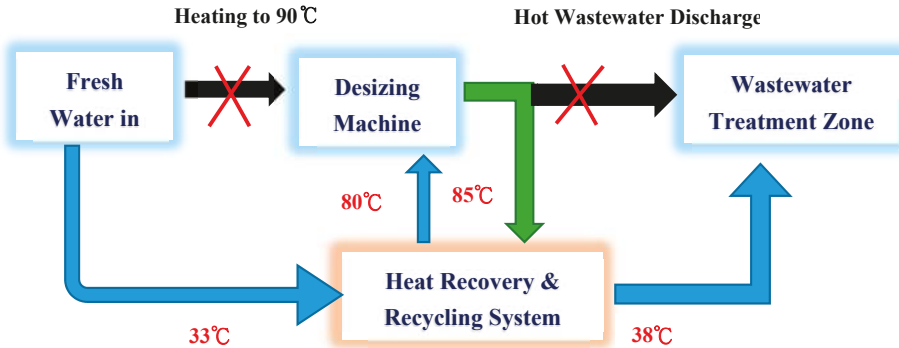 Heating to 90℃
Hot Wastewater Discharge
Fresh
Water in
Desizing
Machine
Wastewater
Treatment Zone
80℃
85℃
Heat Recovery &
Recycling System
33℃
38℃